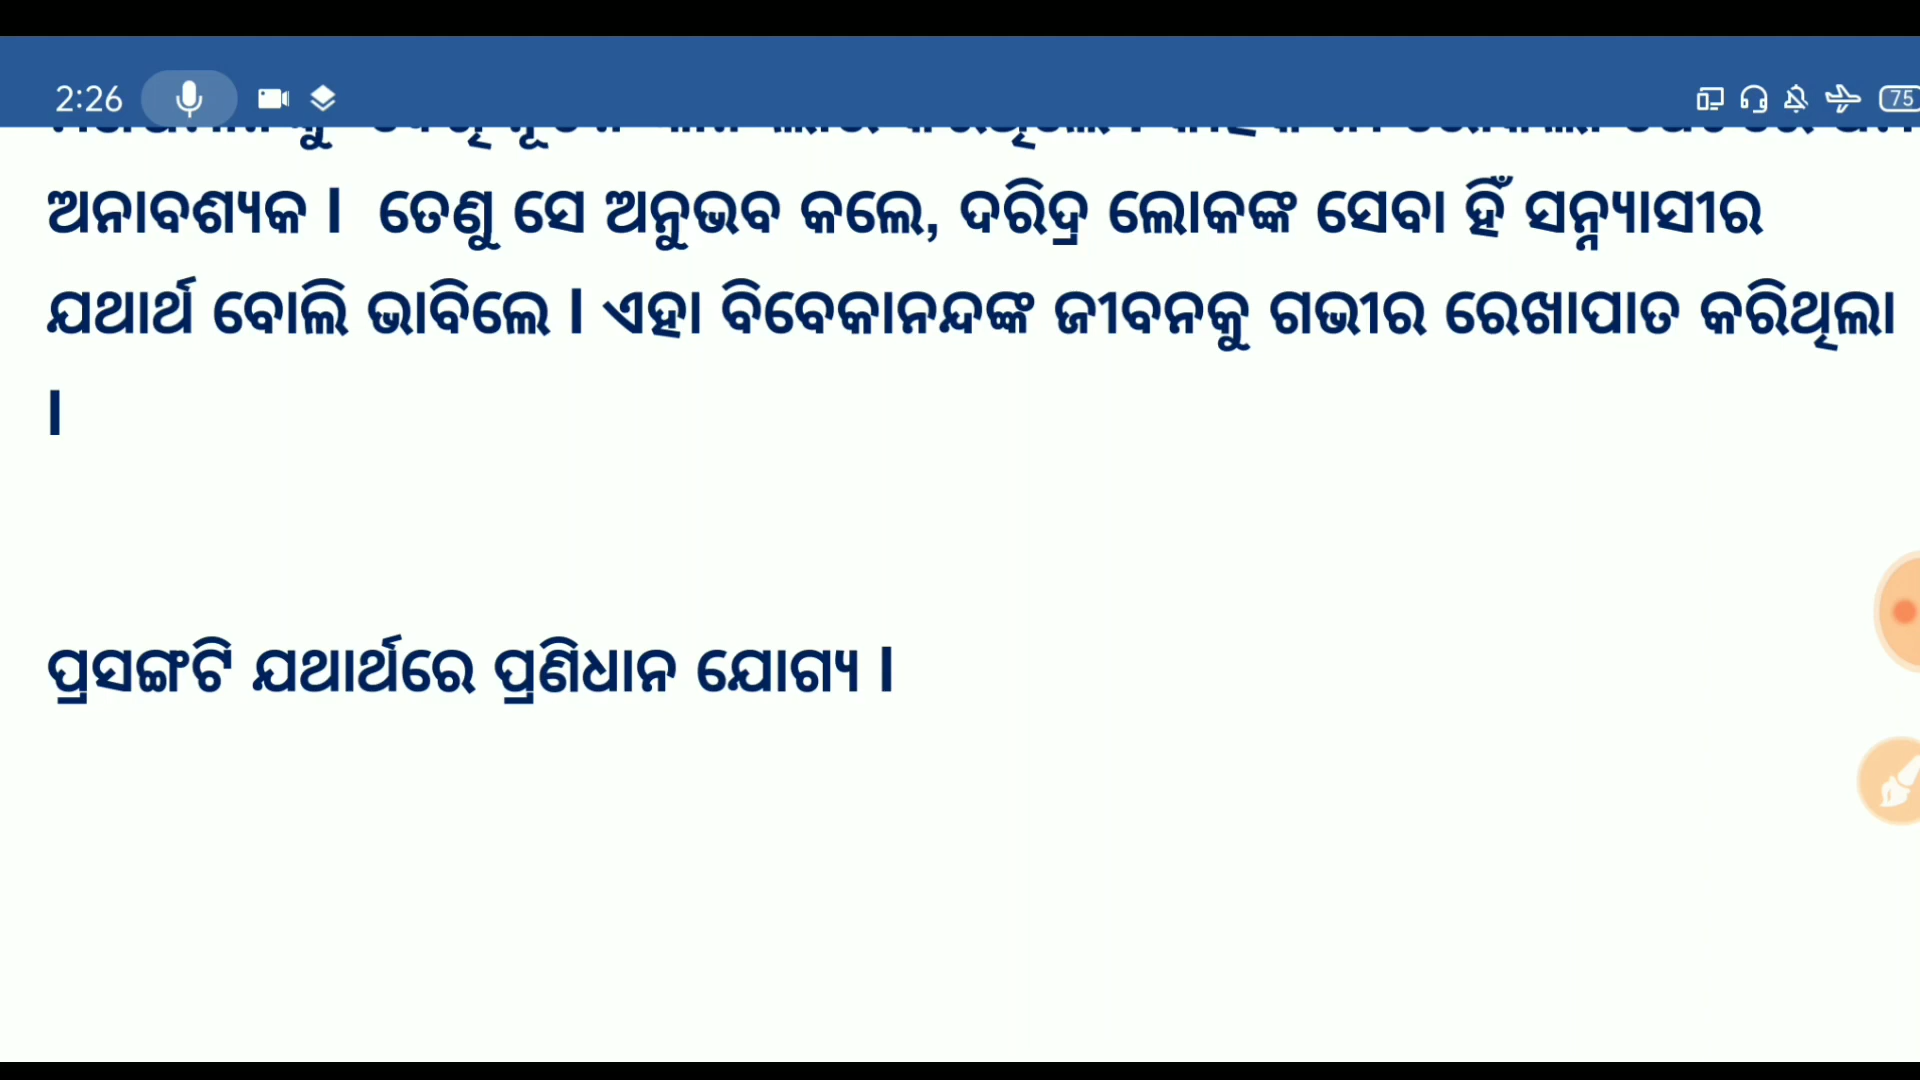 2:26
75
ଅନାବଶ୍ୟକ । ତେଣୁ ସେ ଅନୁଭବ କଲେ, ଦରିଦ୍ର ଲୋକଙ୍କ ସେବା ହିଁ ସନ୍ନ୍ୟାସୀର
ଯଥାର୍ଥ ବୋଲି ଭାବିଲେ । ଏହା ବିବେକାନନ୍ଦଙ୍କ ଜୀବନକୁ ଗଭୀର ରେଖାପାତ କରିଥିଲା
।
ପ୍ରସଙ୍ଗଟି ଯଥାର୍ଥରେ ପ୍ରଣିଧାନ ଯୋଗ୍ୟ ।